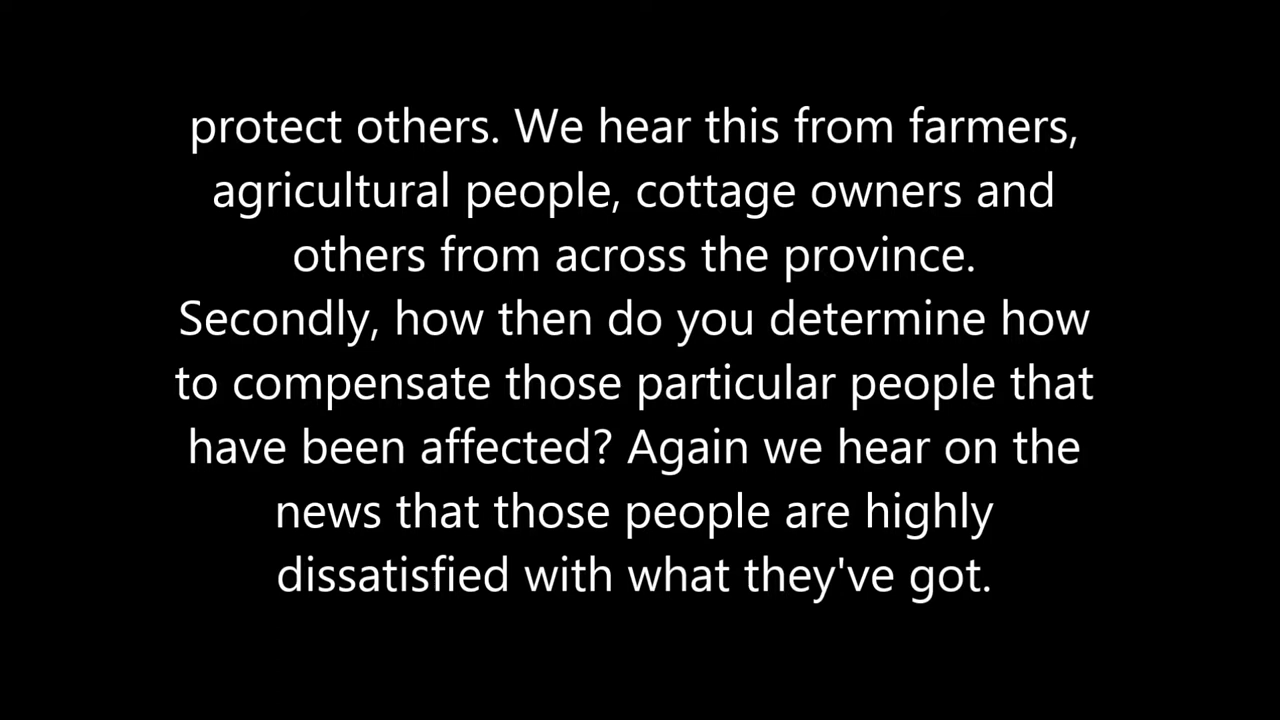 protect others. We hear this from farmers,
agricultural people, cottage owners and
others from across the province.
Secondly, how then do you determine how
to compensate those particular people that
have been affected? Again we hear on the
news that those people are highly
dissatisfied with what they've got.